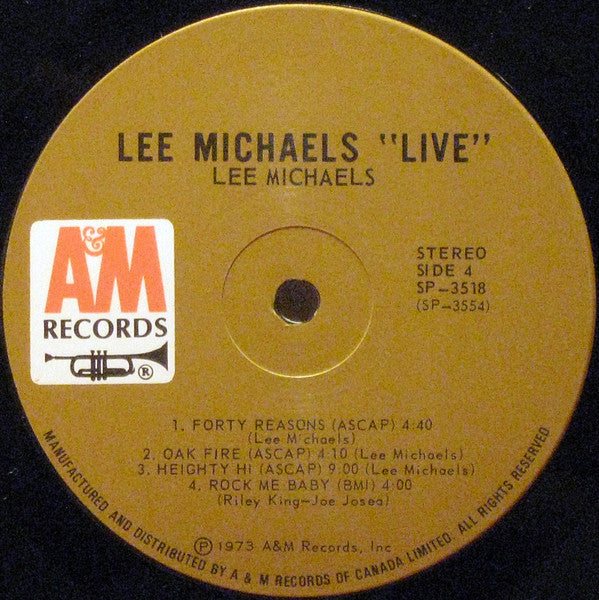 LEE MICHAELS "LIVE"
LEE MICHAELS
A&M
RECORDS
®
STEREO
SIDE 4
SP-3518
(SP-3554)
1. FORTY REASONS (ASCAP) 4:40
(Lee Michaels)
2. OAK FIRE (ASCAP) 4:10 (Lee Michaels)
3. HEIGHTY HI (ASCAP) 9:00 (Lee Michaels)
4. ROCK ME BABY (BMI) 4:00
(Riley King-Joe Josea)
℗ 1973 A&M Records, Inc
MANUFACTURED AND DISTRIBUTED BY A & M RECORDS OF CANADA LIMITED. ALL RIGHTS RESERVED